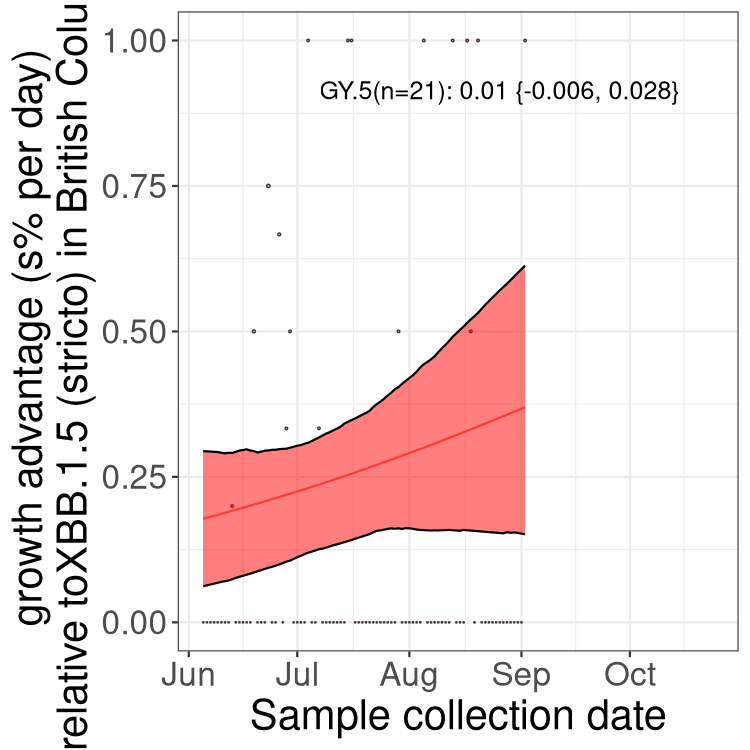 growth advantage (s% per day)
relative toXBB.1.5 (stricto) in British Colu
1.00
0.75
0.50
0.25
0.00
GY.5(n=21): 0.01 {-0.006, 0.028}
Jun Jul Aug Sep Oct
Sample collection date